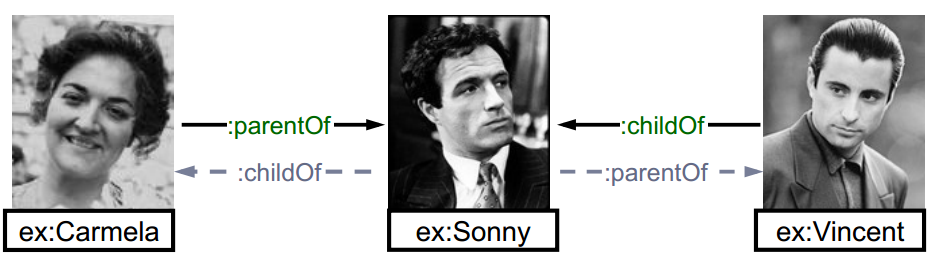 :parentOf
:childOf
:childOf
:parentOf
ex:Carmela
ex:Sonny
ex:Vincent